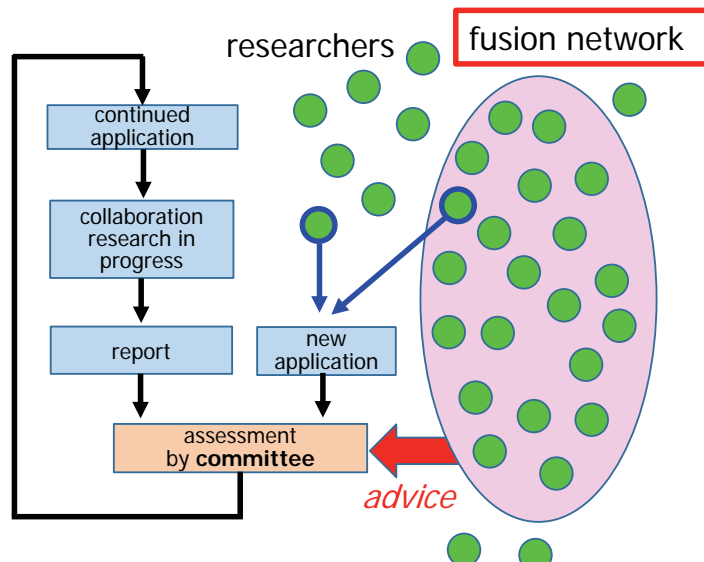 researchers
fusion network
continued
application
collaboration
research in
progress
report
new
application
assessment
by committee
advice